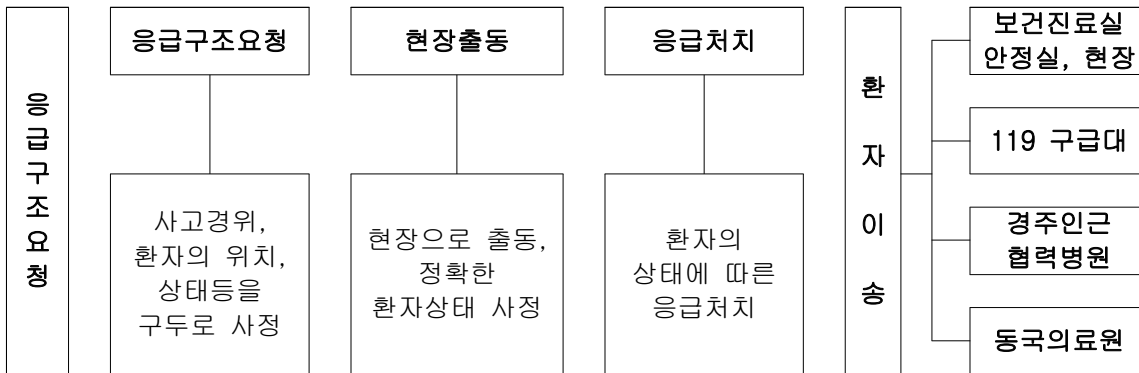 응급구조요청
응급구조요청
사고경위,
환자의 위치,
상태등을
구두로 사정
현장출동
현장으로 출동,
정확한
환자상태 사정
응급처치
환자의
상태에 따른
응급처치
환자이송
보건진료실
안정실, 현장
119 구급대
경주인근
협력병원
동국의료원